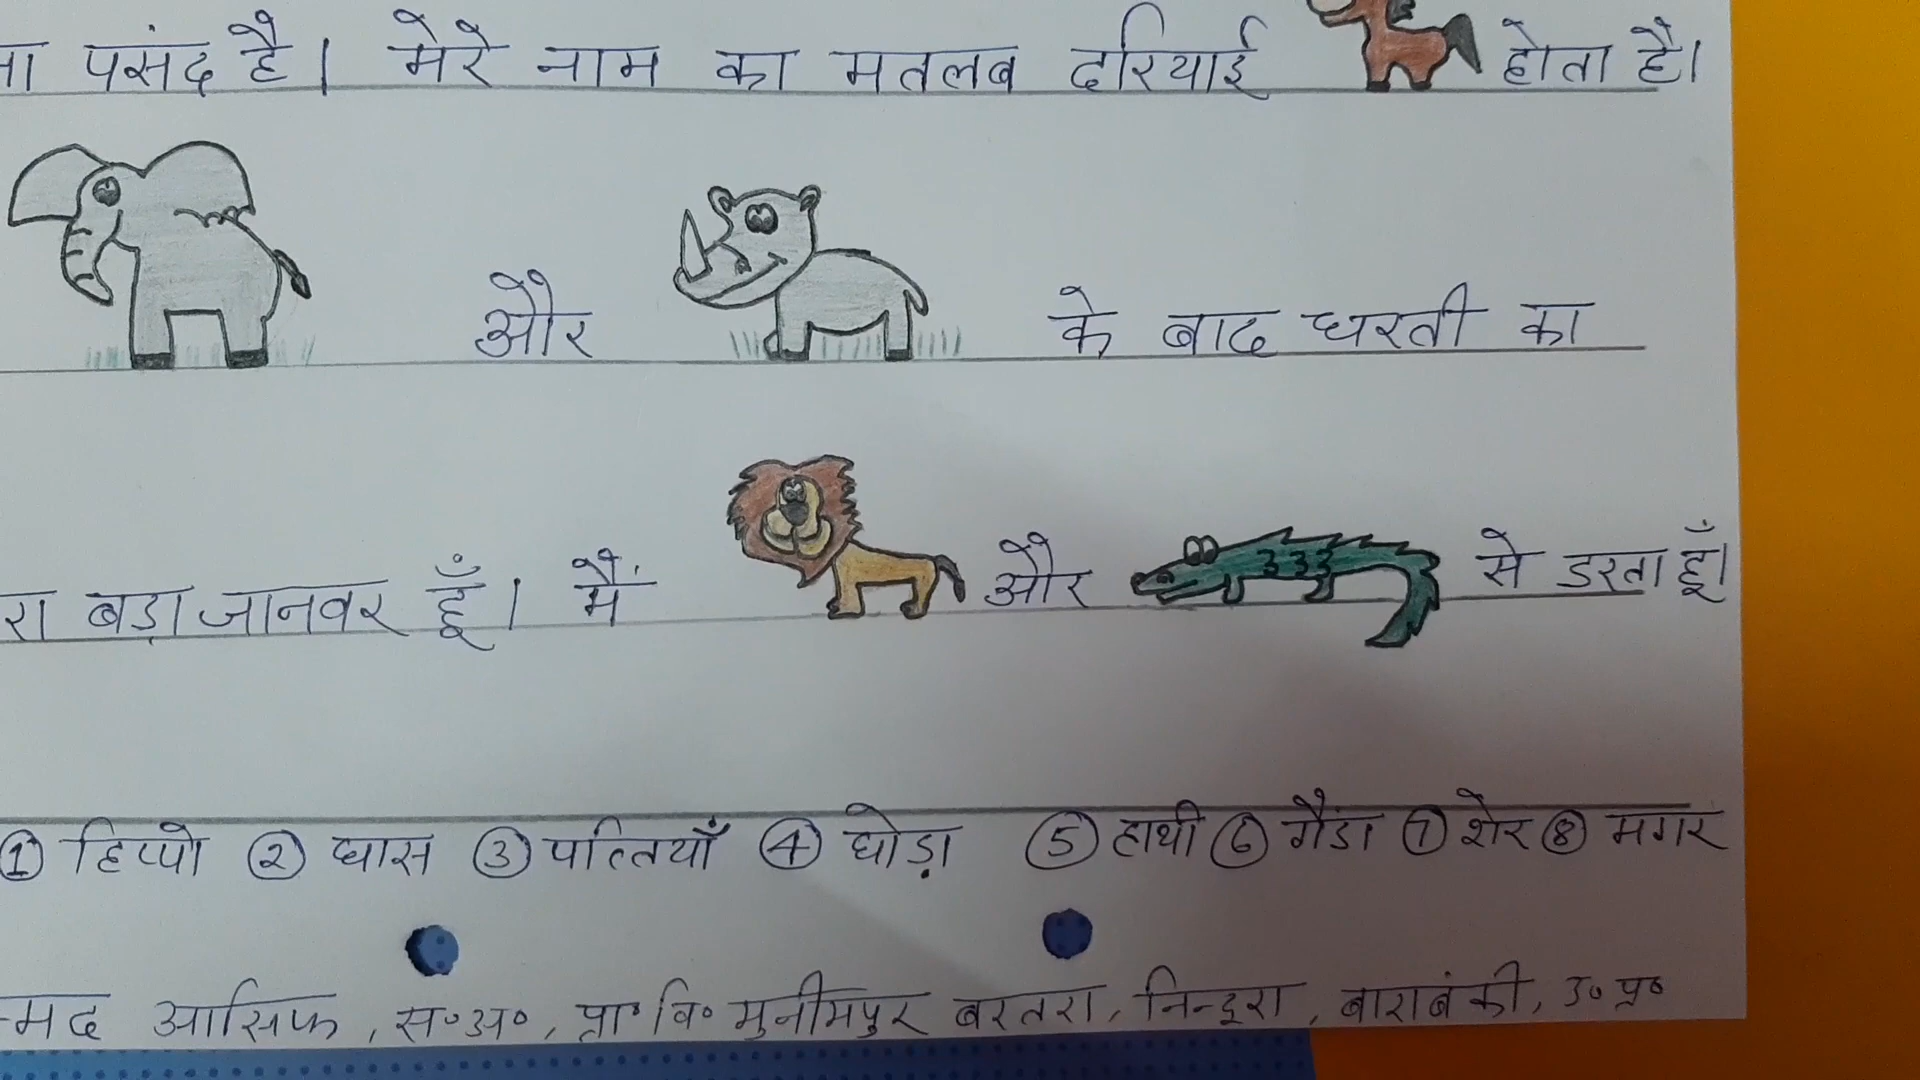 पसंद है। मेरे नाम का मतलब दरियाई होता है।
और के बाद धरती का
रा बड़ा जानवर हूँ। मैं और से डरता हूँ।
① हिप्पो ② घास ③ पत्तियाँ ④ घोड़ा ⑤ हाथी ⑥ गैंडा ⑦ शेर ⑧ मगर
म्मद आसिफ, स०अ०, प्रा०वि० मुनीमपुर बरतरा, निन्दूरा, बाराबंकी, उ०प्र०